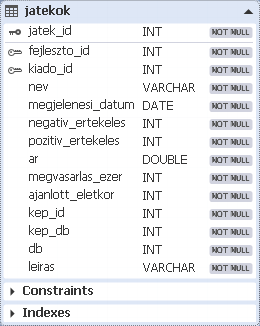 jatekok
jatek_id INT NOT NULL
fejleszto_id INT NOT NULL
kiado_id INT NOT NULL
nev VARCHAR NOT NULL
megjelenesi_datum DATE NOT NULL
negativ_ertekeles INT NOT NULL
pozitiv_ertekeles INT NOT NULL
ar DOUBLE NOT NULL
megvasarlas_ezer INT NOT NULL
ajanlott_eletkor INT NOT NULL
kep_id INT NOT NULL
kep_db INT NOT NULL
db INT NOT NULL
leiras VARCHAR NOT NULL
Constraints
Indexes